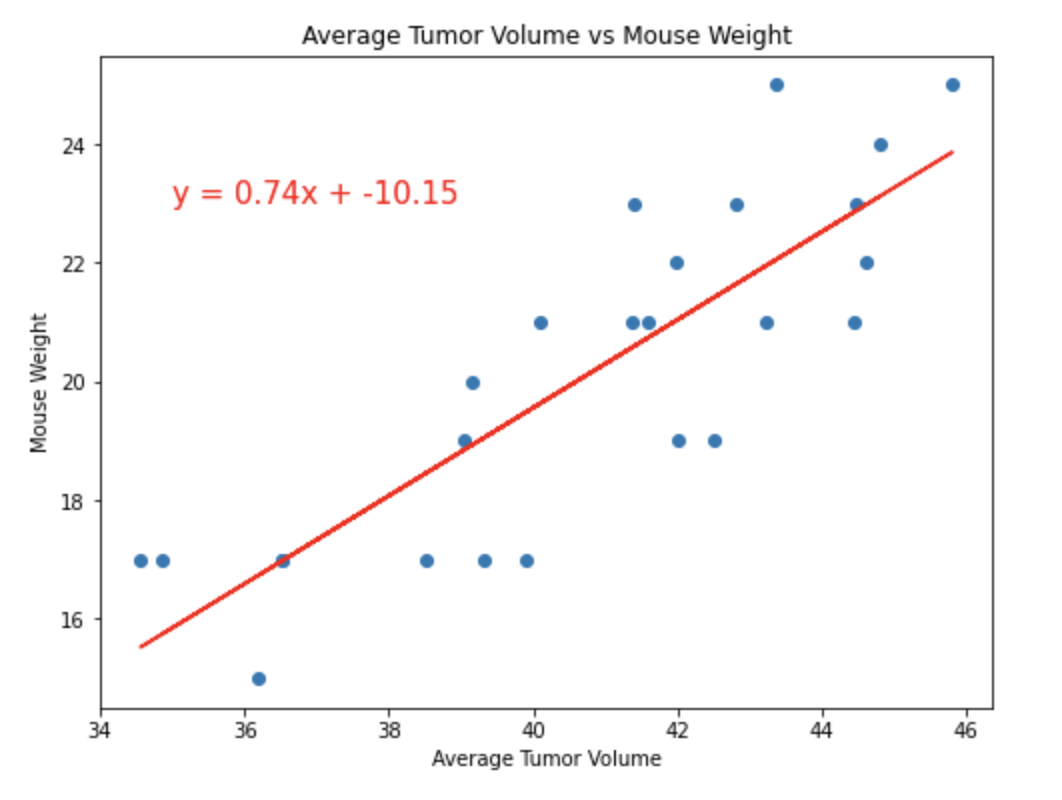 Average Tumor Volume vs Mouse Weight
y = 0.74x + -10.15
Mouse Weight
24
22
20
18
16
34 36 38 40 42 44 46
Average Tumor Volume